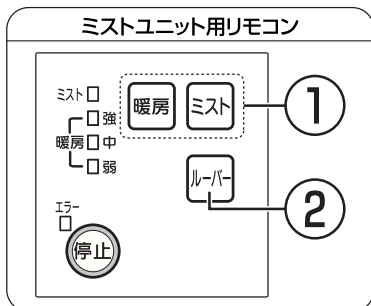 ミストユニット用リモコン
ミスト
暖房
強
中
弱
暖房
ミスト
①
ルーバー
②
エラー
停止